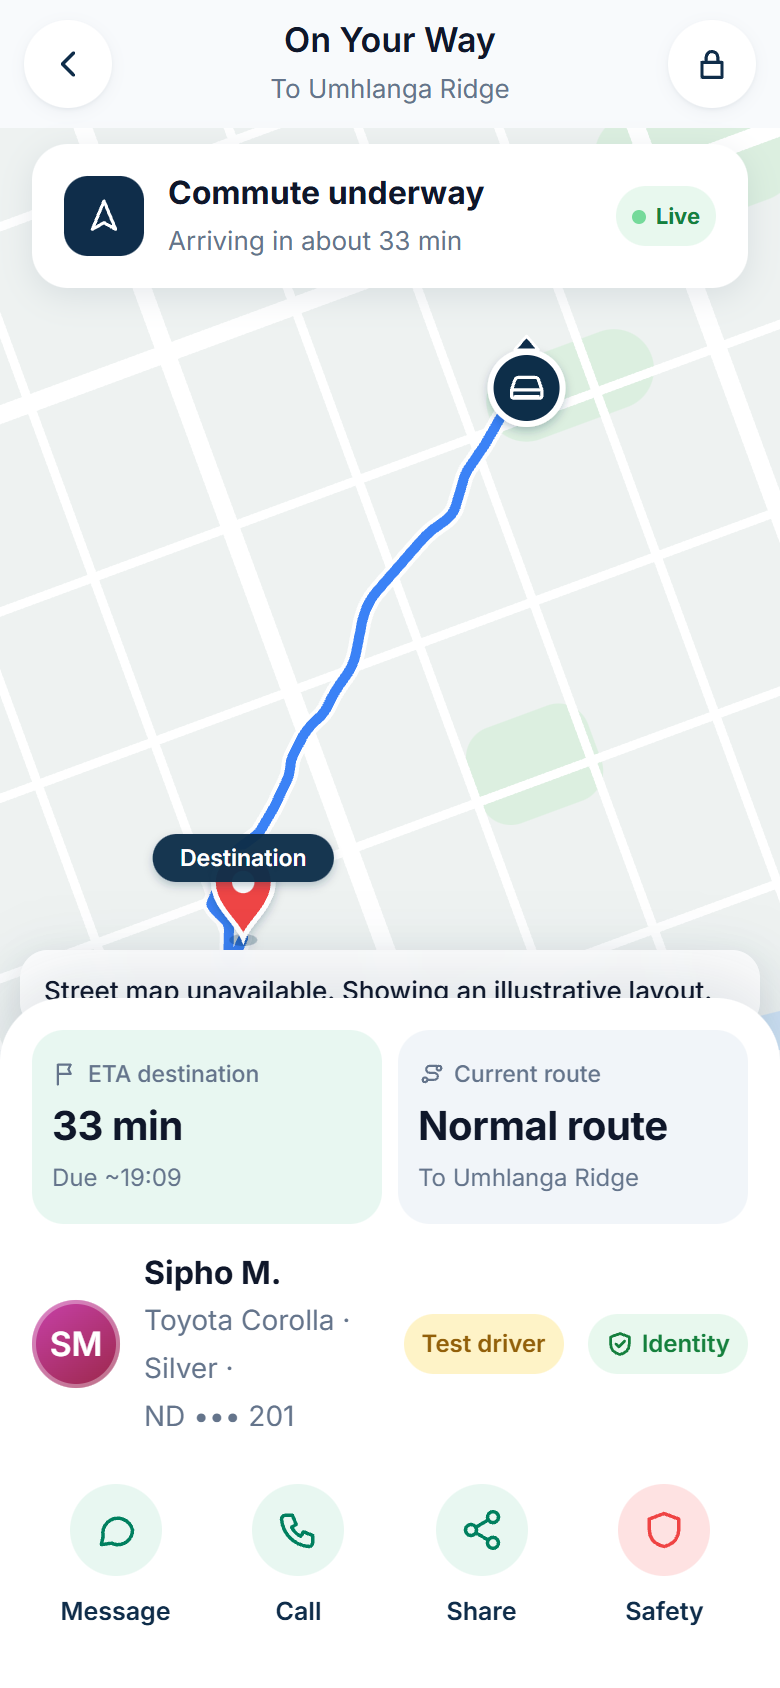 On Your Way
To Umhlanga Ridge
Commute underway
Arriving in about 33 min
Live
Destination
Street map unavailable. Showing an illustrative layout.
ETA destination
33 min
Due ~19:09
Current route
Normal route
To Umhlanga Ridge
Sipho M.
SM
Toyota Corolla ·
Silver ·
ND ••• 201
Test driver
Identity
Message
Call
Share
Safety